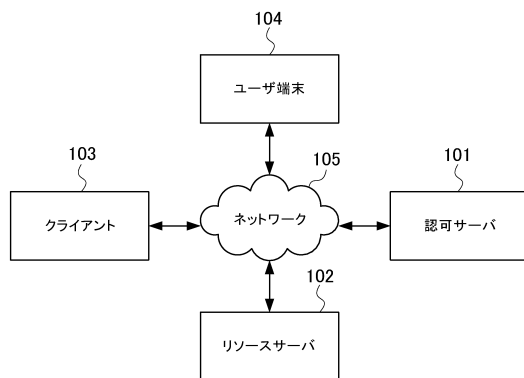 104
ユーザ端末
103
クライアント
105
ネットワーク
101
認可サーバ
102
リソースサーバ